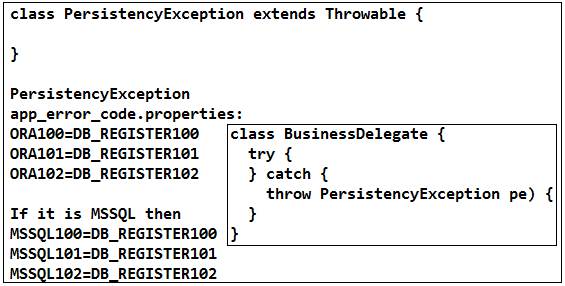 class PersistencyException extends Throwable {
}
PersistencyException
app_error_code.properties:
ORA100=DB_REGISTER100
ORA101=DB_REGISTER101
ORA102=DB_REGISTER102
If it is MSSQL then
MSSQL100=DB_REGISTER100
MSSQL101=DB_REGISTER101
MSSQL102=DB_REGISTER102
class BusinessDelegate {
try {
} catch {
throw PersistencyException pe) {
}
}